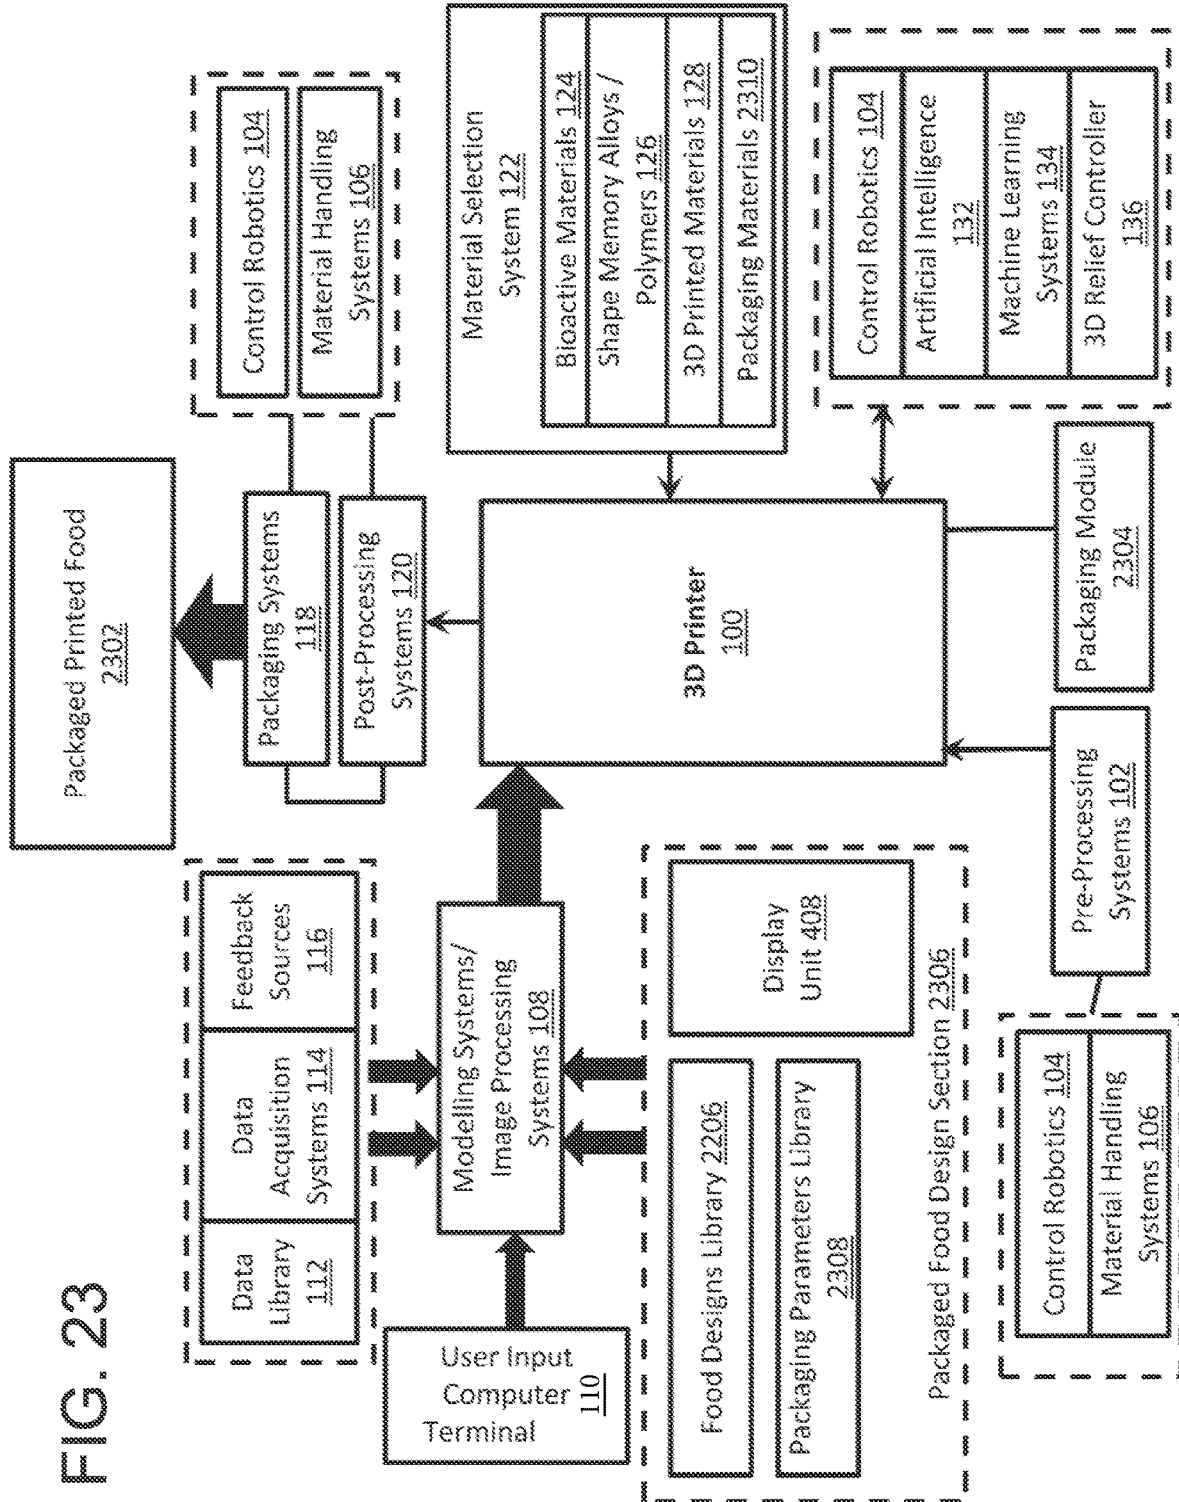 FIG. 23
Data
Library 112
Data
Acquisition
Systems 114
Feedback
Sources
116
Packaged Printed Food
2302
Packaging Systems
118
Post-Processing
Systems 120
Control Robotics 104
Material Handling
Systems 106
User Input
Computer
Terminal
110
Modelling Systems/
Image Processing
Systems 108
3D Printer
100
Material Selection
System 122
Bioactive Materials 124
Shape Memory Alloys /
Polymers 126
3D Printed Materials 128
Packaging Materials 2310
Food Designs Library 2206
Packaging Parameters Library
2308
Display
Unit 408
Packaged Food Design Section 2306
Control Robotics 104
Artificial Intelligence
132
Machine Learning
Systems 134
3D Relief Controller
136
Control Robotics 104
Material Handling
Systems 106
Pre-Processing
Systems 102
Packaging Module
2304